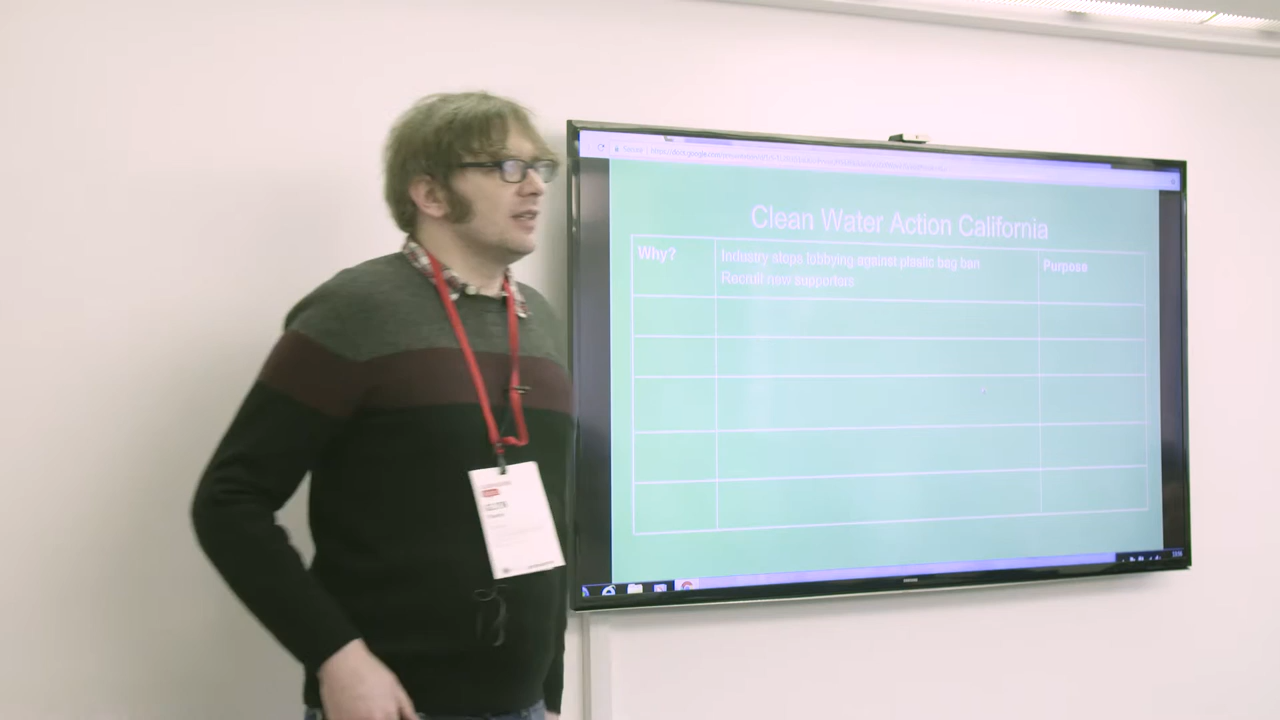 Clean Water Action California
Why?
Industry stops lobbying against plastic bag ban
Recruit new supporters
Purpose